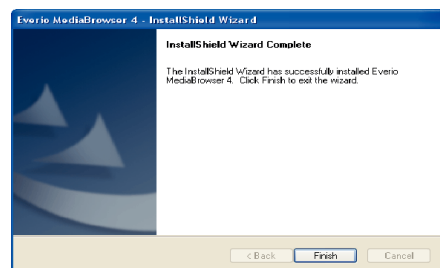 Everio MediaBrowser 4 - InstallShield Wizard
InstallShield Wizard Complete
The InstallShield Wizard has successfully installed Everio
MediaBrowser 4. Click Finish to exit the wizard.
< Back Finish Cancel